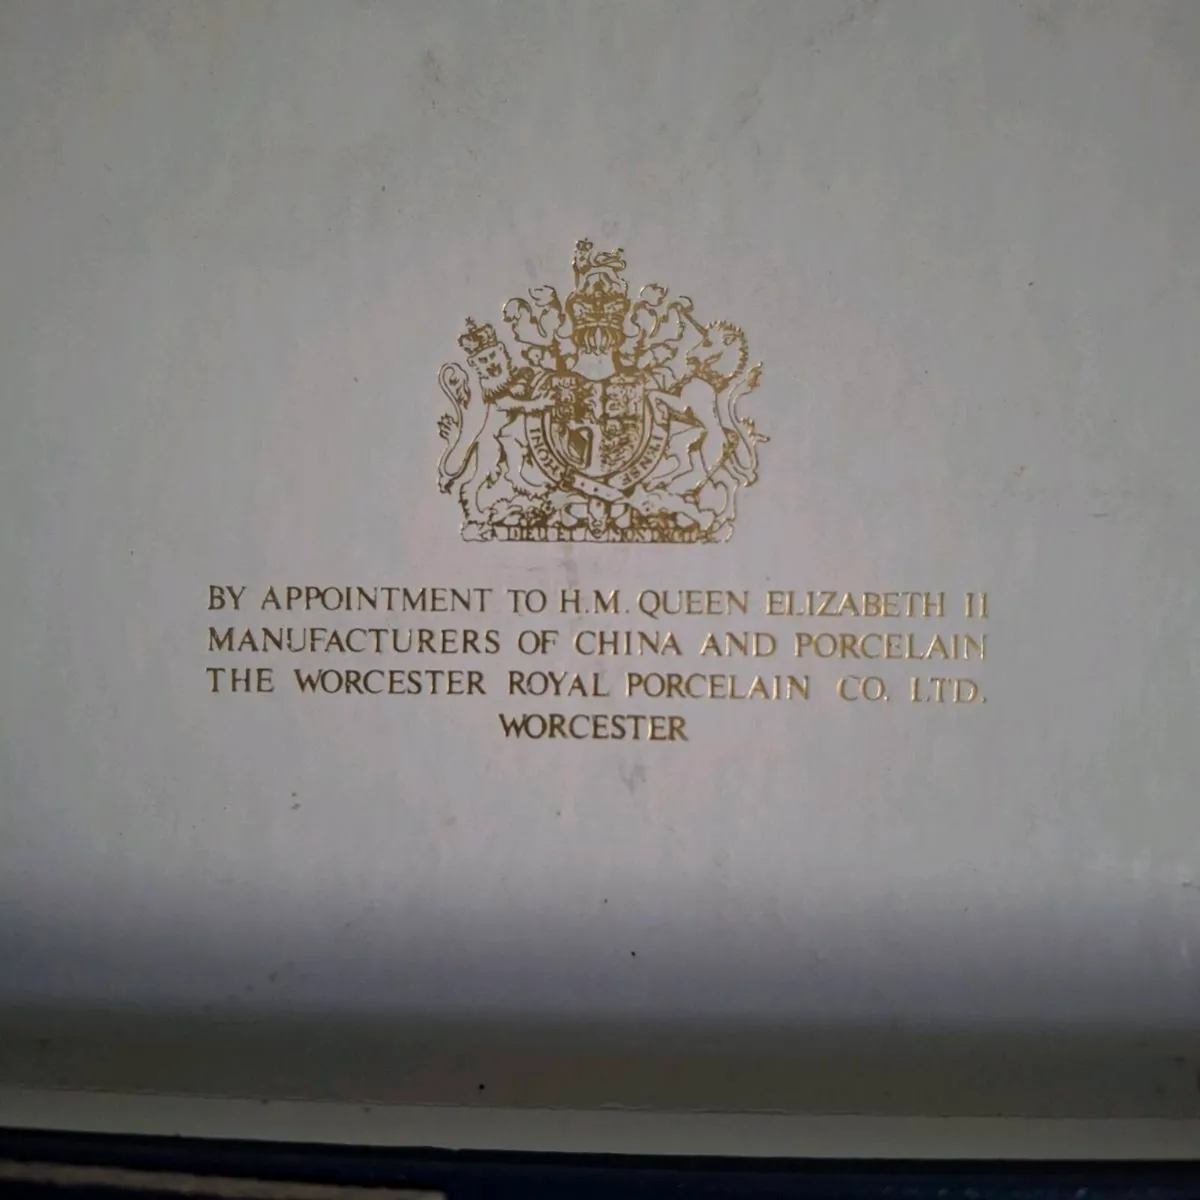 HONI
DIEU ET MON DROIT
BY APPOINTMENT TO H.M. QUEEN ELIZABETH II
MANUFACTURERS OF CHINA AND PORCELAIN
THE WORCESTER ROYAL PORCELAIN CO. LTD.
WORCESTER